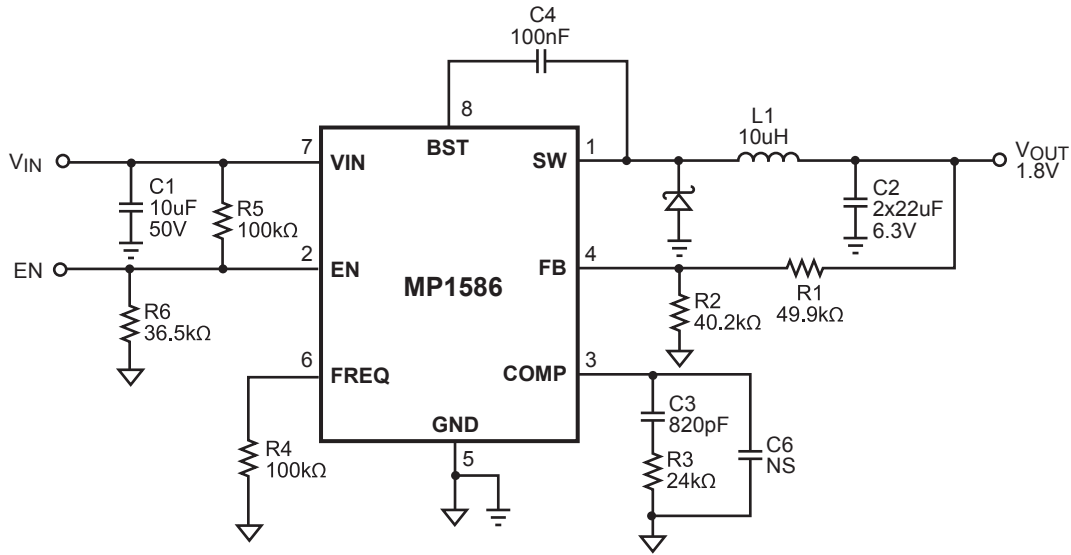 C4
100nF
8
BST
L1
10uH
VIN
7
VIN
SW
1
VOUT
1.8V
C1
10uF
50V
R5
100kΩ
C2
2x22uF
6.3V
EN
2
EN
FB
4
MP1586
R1
49.9kΩ
R2
40.2kΩ
R6
36.5kΩ
6
FREQ
COMP
3
C3
820pF
GND
5
R4
100kΩ
R3
24kΩ
C6
NS